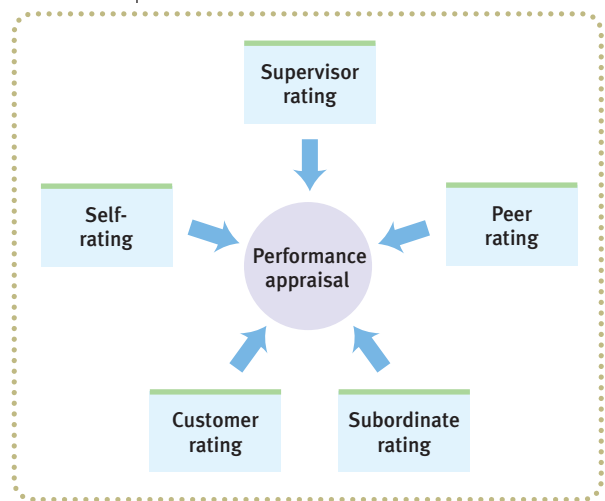 Supervisor
rating
Self-
rating
Peer
rating
Performance
appraisal
Customer
rating
Subordinate
rating